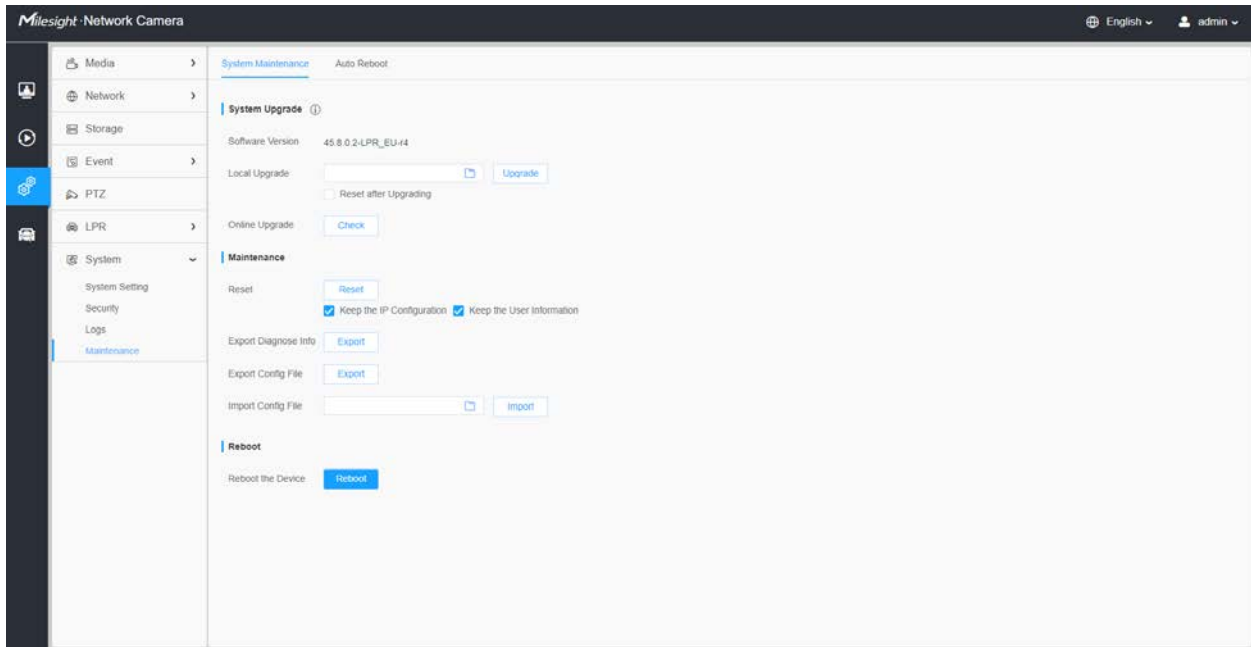 Milesight · Network Camera
English
admin
Media
Network
Storage
Event
PTZ
LPR
System
System Setting
Security
Logs
Maintenance
System Maintenance Auto Reboot
System Upgrade
Software Version 45.8.0.2-LPR_EU-r4
Local Upgrade Upgrade
Reset after Upgrading
Online Upgrade Check
Maintenance
Reset Reset
Keep the IP Configuration Keep the User Information
Export Diagnose Info Export
Export Config File Export
Import Config File Import
Reboot
Reboot the Device Reboot